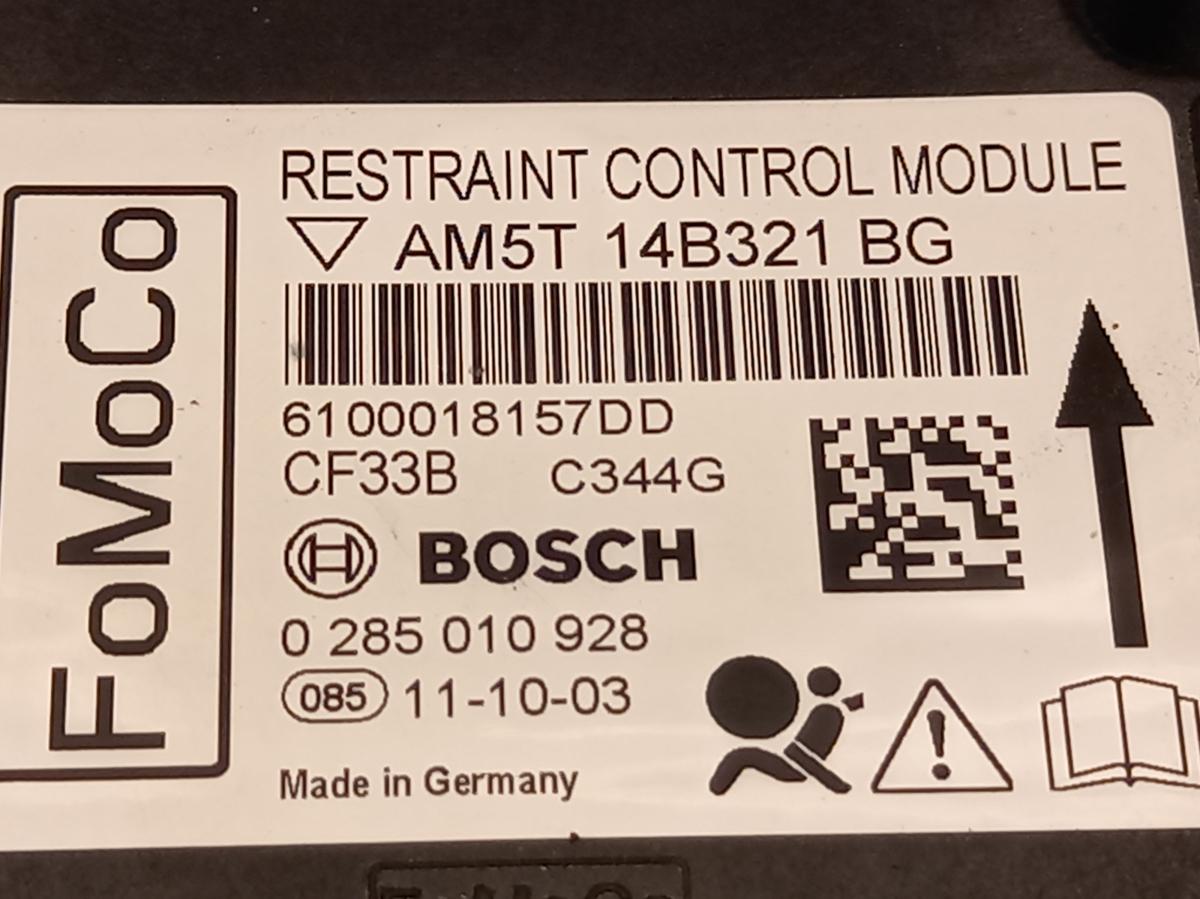 FoMoCo
RESTRAINT CONTROL MODULE
AM5T 14B321 BG
6100018157DD
CF33B C344G
BOSCH
0 285 010 928
085 11-10-03
Made in Germany